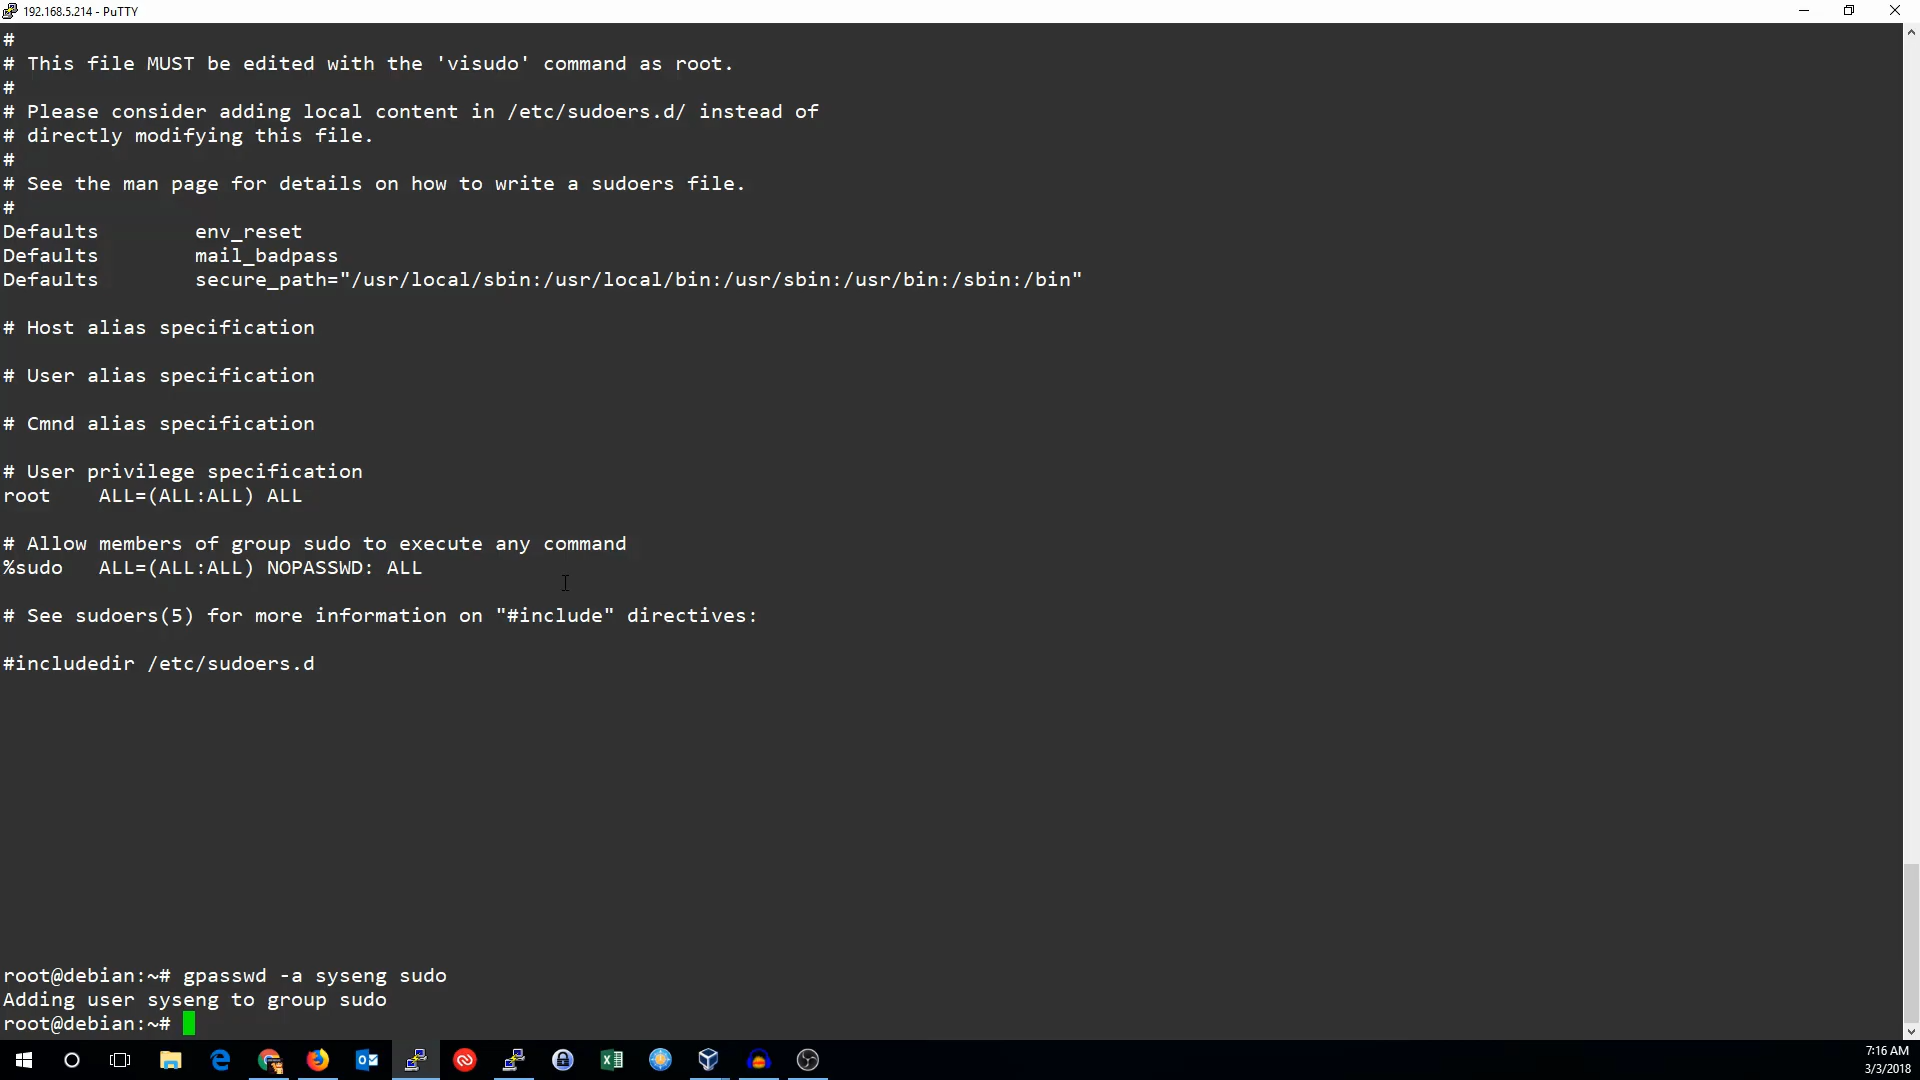 192.168.5.214 - PuTTY
#
# This file MUST be edited with the 'visudo' command as root.
#
# Please consider adding local content in /etc/sudoers.d/ instead of
# directly modifying this file.
#
# See the man page for details on how to write a sudoers file.
#
Defaults        env_reset
Defaults        mail_badpass
Defaults        secure_path="/usr/local/sbin:/usr/local/bin:/usr/sbin:/usr/bin:/sbin:/bin"
# Host alias specification
# User alias specification
# Cmnd alias specification
# User privilege specification
root    ALL=(ALL:ALL) ALL
# Allow members of group sudo to execute any command
%sudo   ALL=(ALL:ALL) NOPASSWD: ALL
# See sudoers(5) for more information on "#include" directives:
#includedir /etc/sudoers.d
root@debian:~# gpasswd -a syseng sudo
Adding user syseng to group sudo
root@debian:~#
7:16 AM
3/3/2018